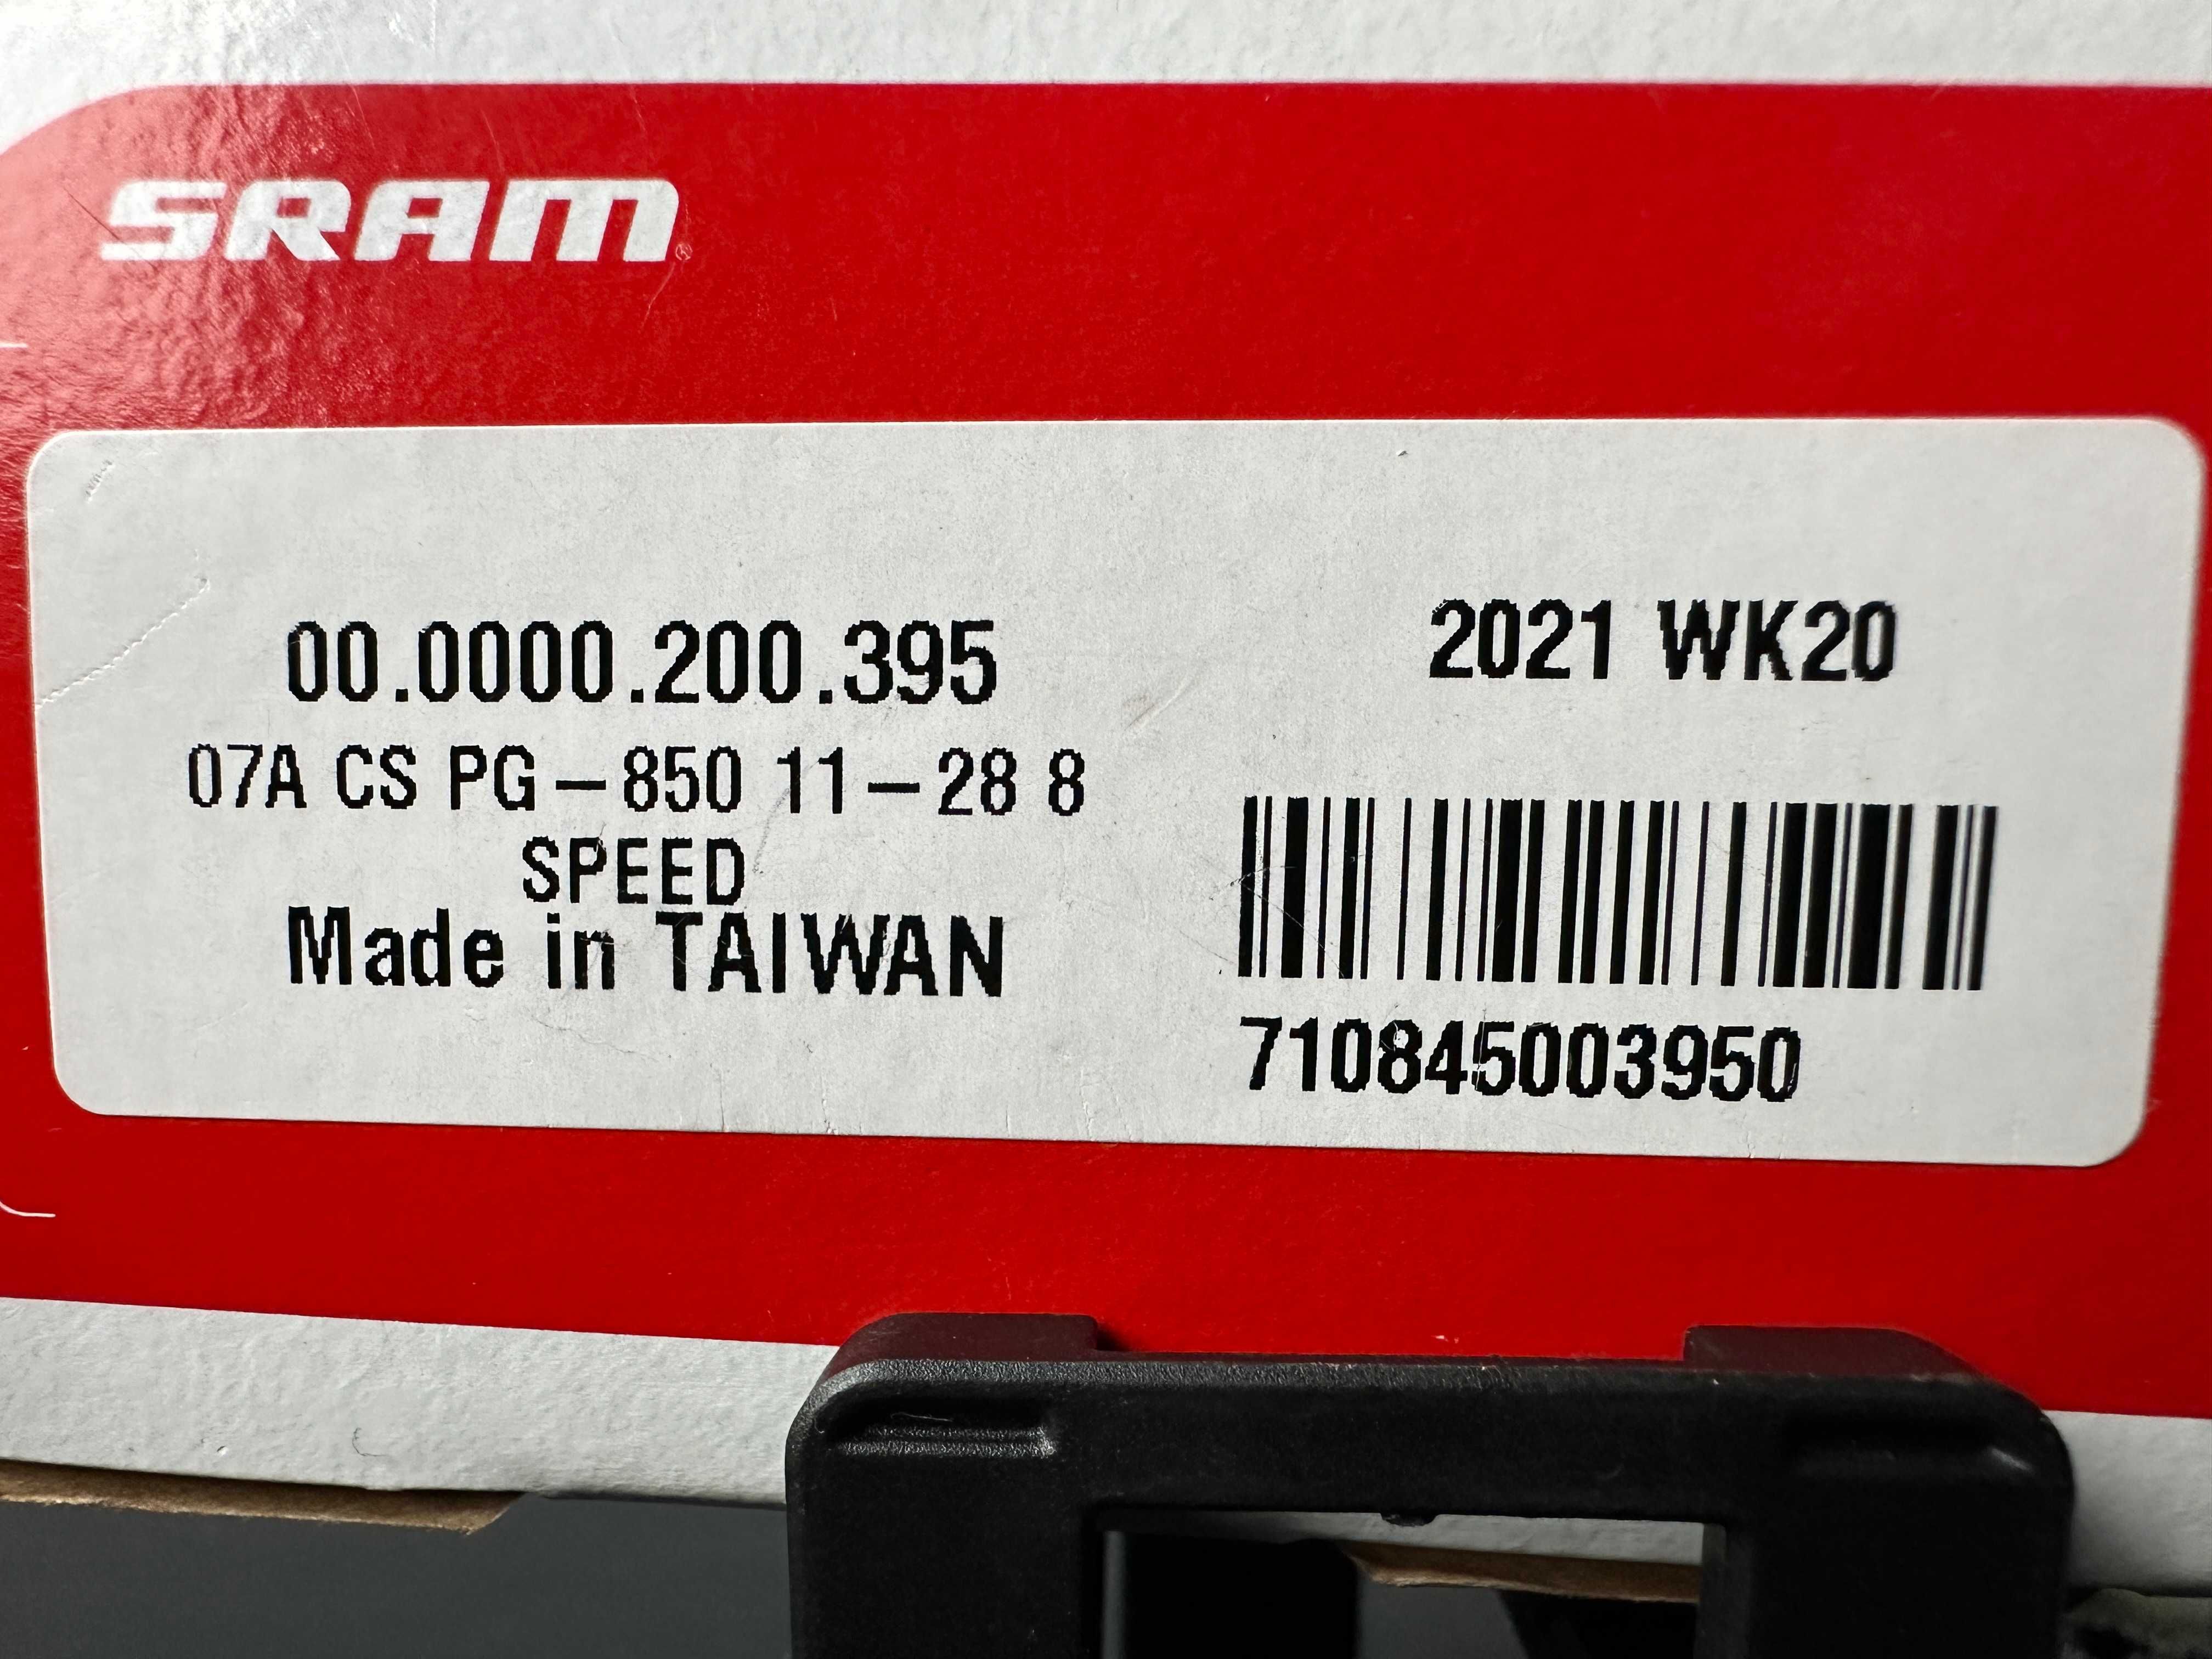 SRAM
00.0000.200.395
07A CS PG-850 11-28 8
SPEED
Made in TAIWAN
2021 WK20
710845003950